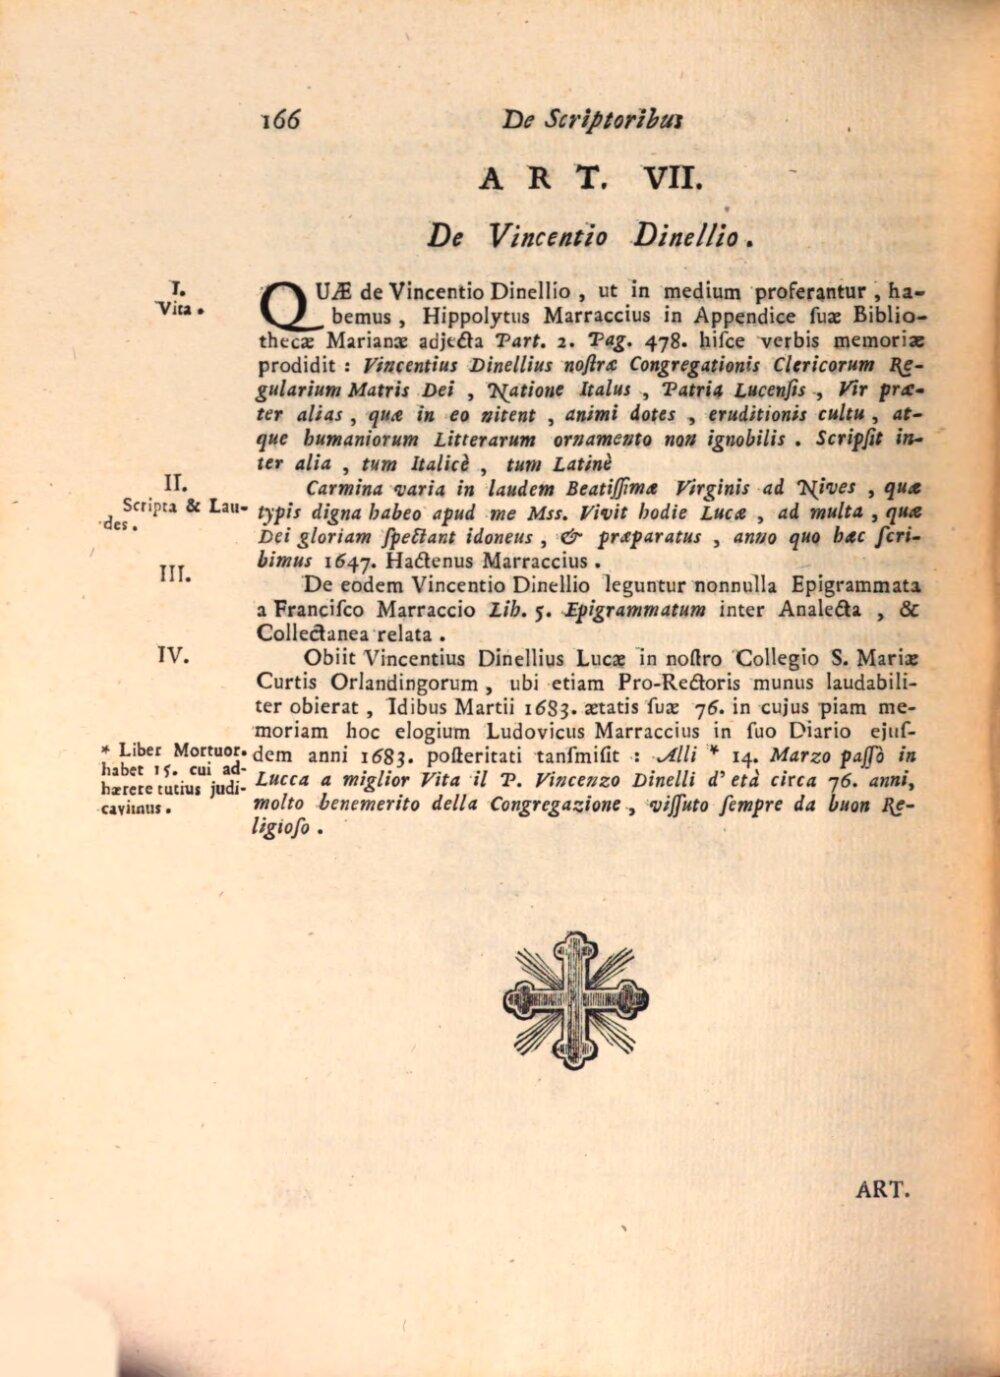 166 De Scriptoribus
ART. VII.
De Vincentio Dinellio.
I.
Vita.
QUÆ de Vincentio Dinellio, ut in medium proferantur, ha-
bemus, Hippolytus Marraccius in Appendice ſuæ Biblio-
thecæ Marianæ adjecta Part. 2. Pag. 478. hiſce verbis memoriæ
prodidit: Vincentius Dinellius noſtræ Congregationis Clericorum Re-
gularium Matris Dei, Natione Italus, Patria Lucenſis, Vir præ-
ter alias, quæ in eo nitent, animi dotes, eruditionis cultu, at-
que humaniorum Litterarum ornamento non ignobilis. Scripſit in-
ter alia, tum Italicè, tum Latinè
II.
Scripta & Lau-
des.
Carmina varia in laudem Beatiſſimæ Virginis ad Nives, quæ
typis digna habeo apud me Mss. Vivit hodie Lucæ, ad multa, quæ
Dei gloriam ſpectant idoneus, & præparatus, anno quo hæc ſcri-
bimus 1647. Hactenus Marraccius.
III.
De eodem Vincentio Dinellio leguntur nonnulla Epigrammata
a Franciſco Marraccio Lib. 5. Epigrammatum inter Analecta, &
Collectanea relata.
IV.
Obiit Vincentius Dinellius Lucæ in noſtro Collegio S. Mariæ
Curtis Orlandingorum, ubi etiam Pro-Rectoris munus laudabili-
ter obierat, Idibus Martii 1683. ætatis ſuæ 76. in cujus piam me-
moriam hoc elogium Ludovicus Marraccius in ſuo Diario ejuſ-
dem anni 1683. poſteritati tanſmiſit: Alli * 14. Marzo paſſò in
Lucca a miglior Vita il P. Vincenzo Dinelli d' età circa 76. anni,
molto benemerito della Congregazione, viſſuto ſempre da buon Re-
ligioſo.
* Liber Mortuor.
habet 15. cui ad-
hærere tutius judi-
cavimus.
ART.